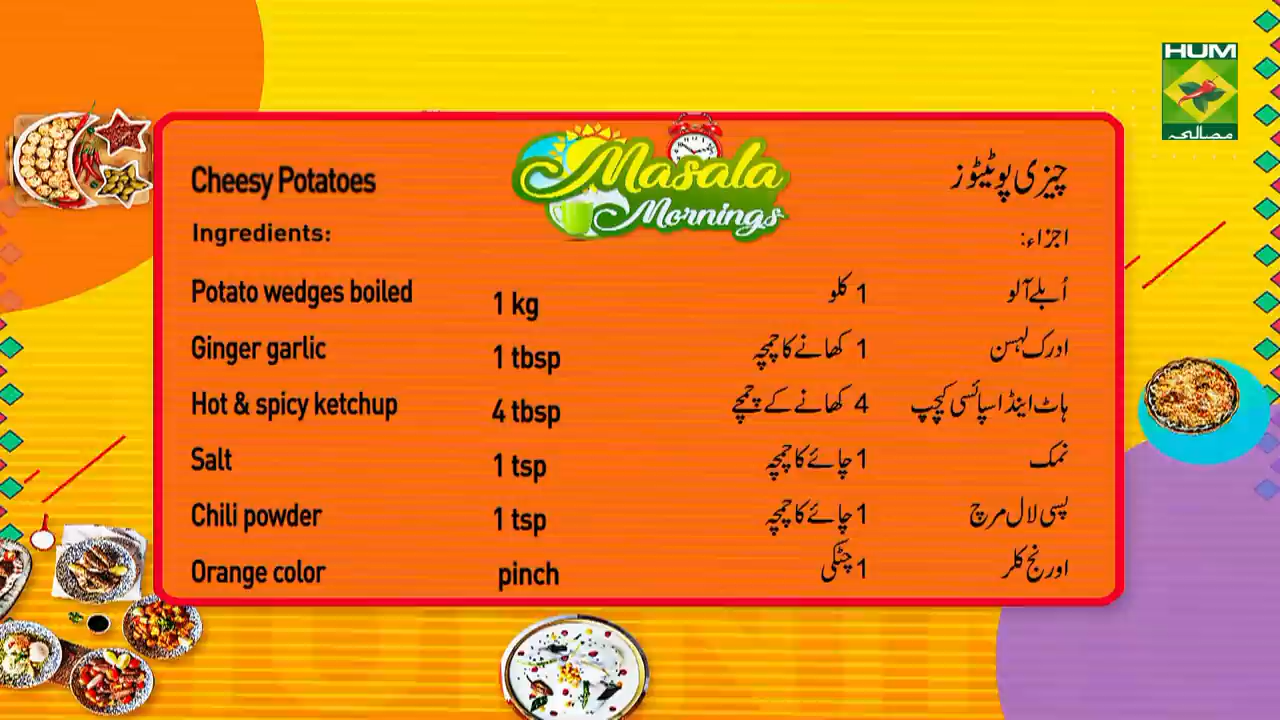 HUM
مصالحہ
Masala
Mornings
Cheesy Potatoes چیزی پوٹیٹوز
Ingredients: اجزاء:
Potato wedges boiled 1 kg 1 کلو اُبلے آلو
Ginger garlic 1 tbsp 1 کھانے کا چمچہ ادرک لہسن
Hot & spicy ketchup 4 tbsp 4 کھانے کے چمچے ہاٹ اینڈ اسپائسی کیچپ
Salt 1 tsp 1 چائے کا چمچہ نمک
Chili powder 1 tsp 1 چائے کا چمچہ پسی لال مرچ
Orange color pinch 1 چٹکی اورنج کلر